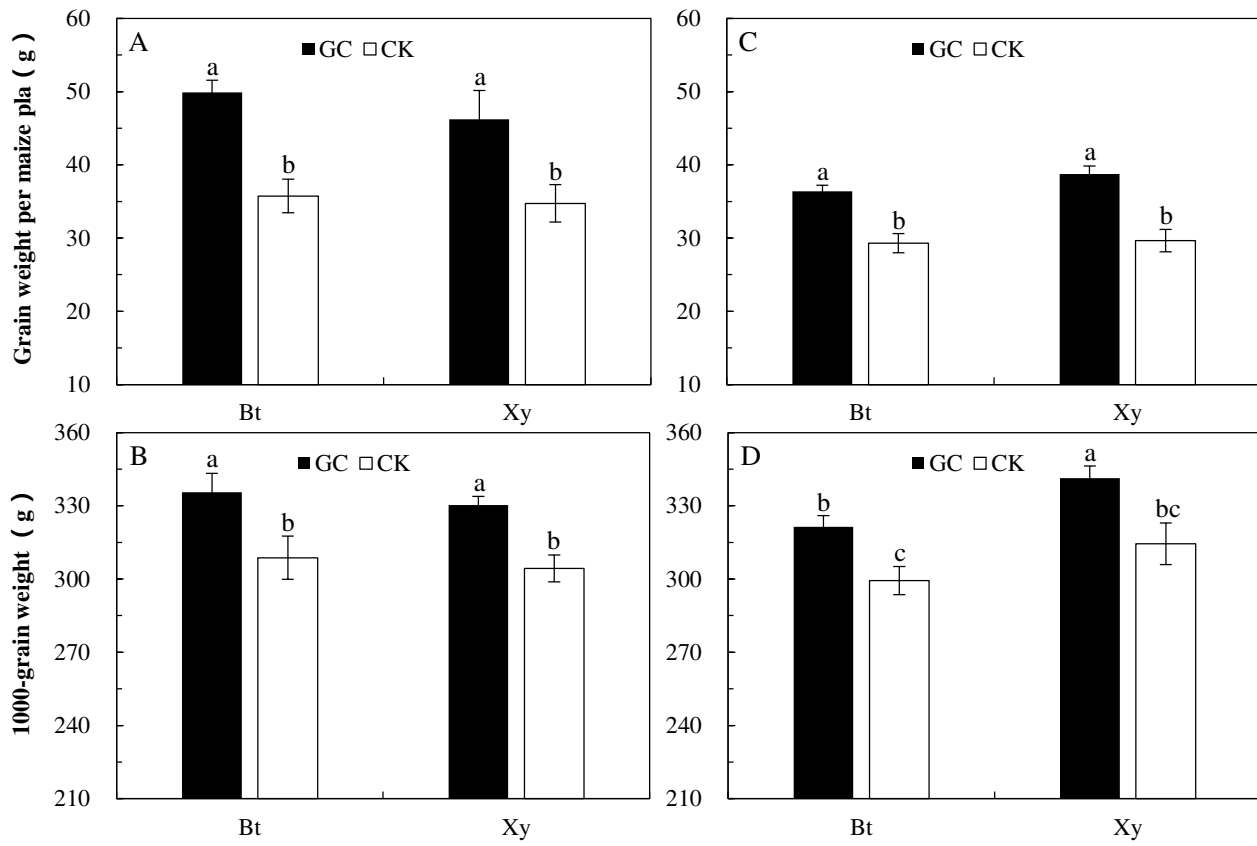 Grain weight per maize pla（g）
60
50
40
30
20
10
A
GC CK
a
b
a
b
Bt Xy
60
50
40
30
20
10
C
GC CK
a
b
a
b
Bt Xy
1000-grain weight（g）
360
330
300
270
240
210
B
GC CK
a
b
a
b
Bt Xy
360
330
300
270
240
210
D
GC CK
b
c
a
bc
Bt Xy